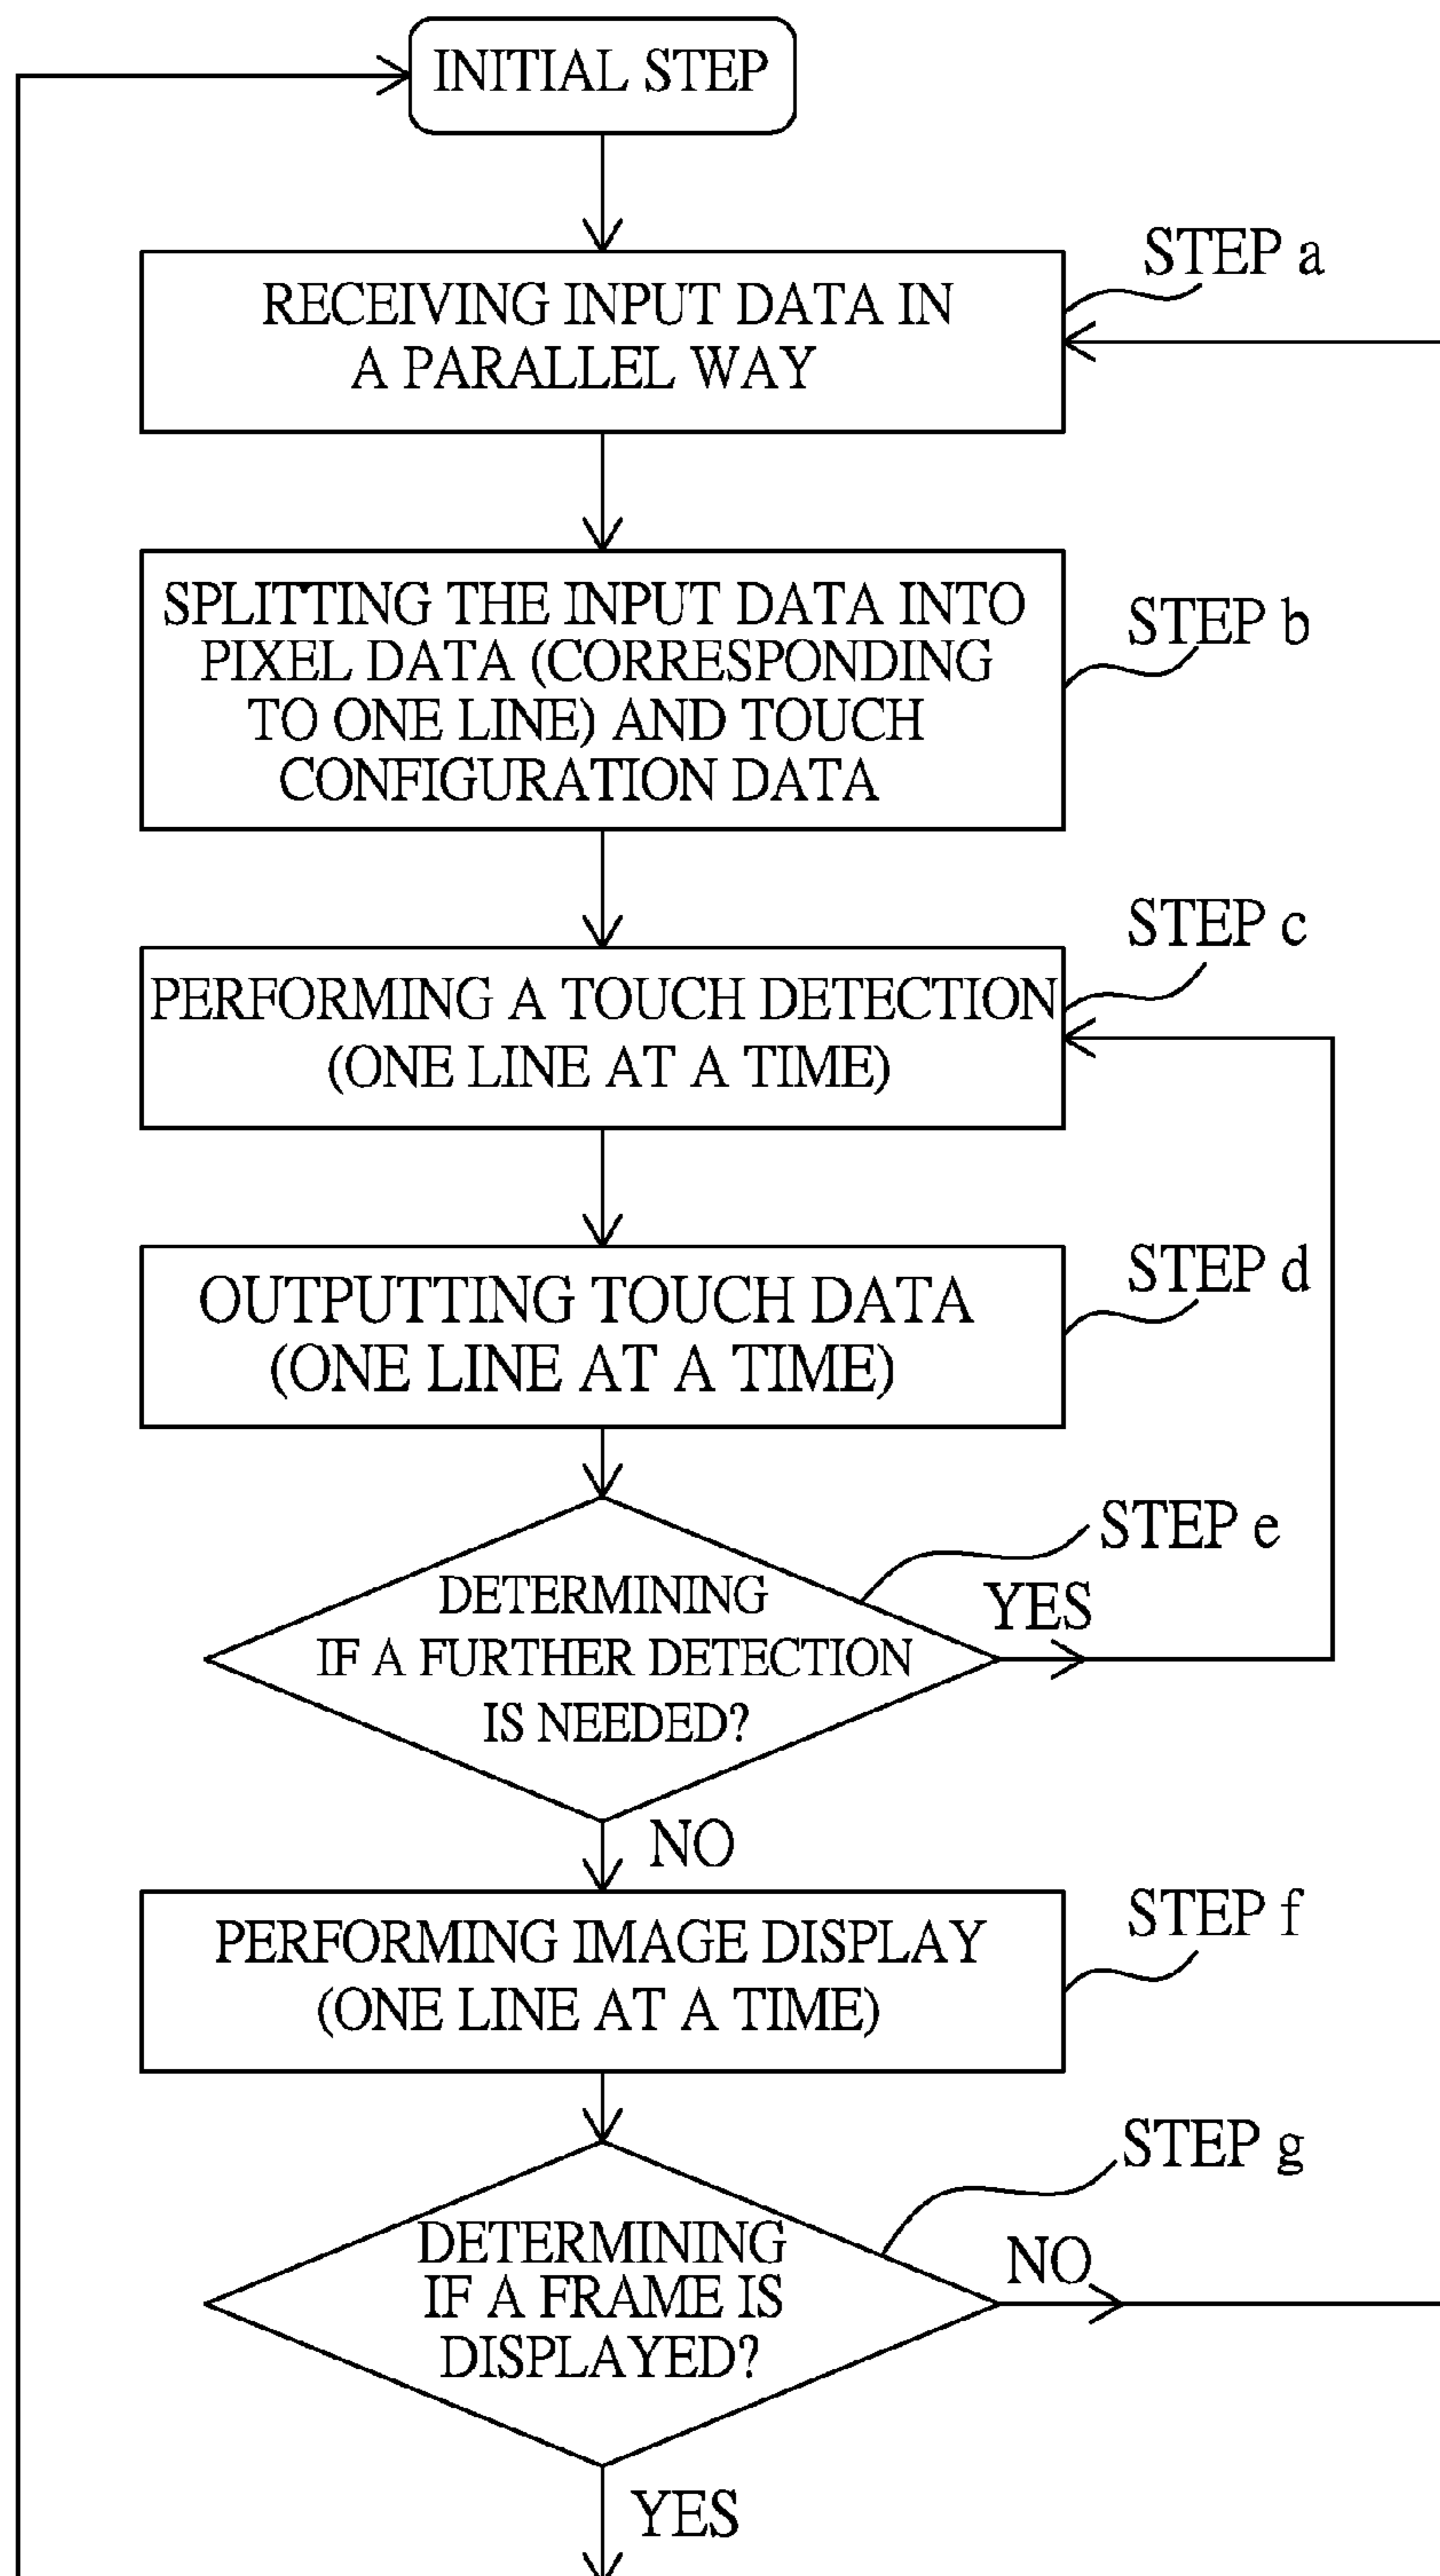 INITIAL STEP
STEP a
RECEIVING INPUT DATA IN
A PARALLEL WAY
SPLITTING THE INPUT DATA INTO
PIXEL DATA (CORRESPONDING
TO ONE LINE) AND TOUCH
CONFIGURATION DATA
STEP b
STEP c
PERFORMING A TOUCH DETECTION
(ONE LINE AT A TIME)
STEP d
OUTPUTTING TOUCH DATA
(ONE LINE AT A TIME)
STEP e
DETERMINING
IF A FURTHER DETECTION
IS NEEDED?
YES
NO
STEP f
PERFORMING IMAGE DISPLAY
(ONE LINE AT A TIME)
STEP g
DETERMINING
IF A FRAME IS
DISPLAYED?
NO
YES